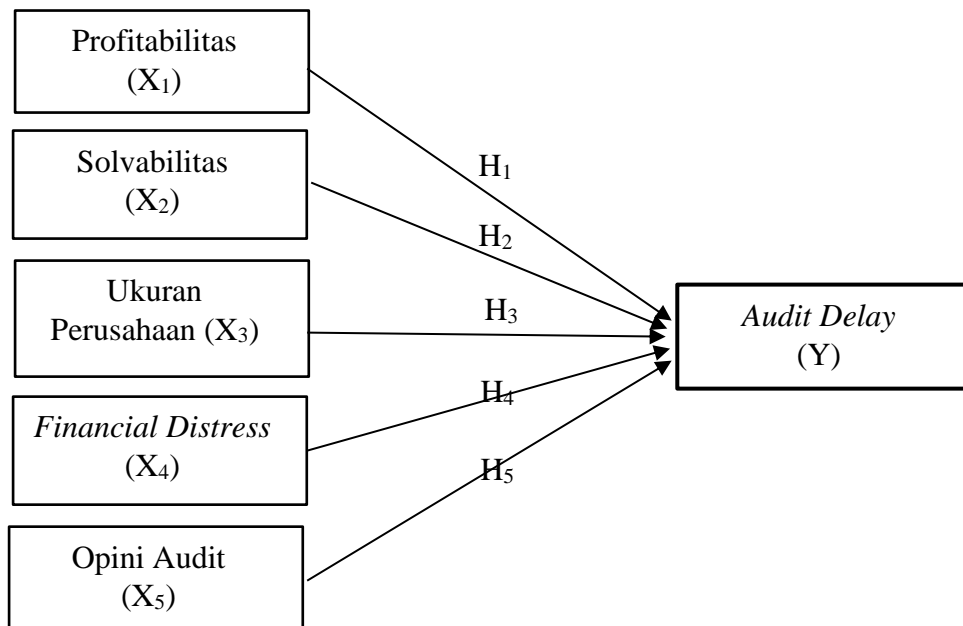 Profitabilitas
(X₁)
Solvabilitas
(X₂)
Ukuran
Perusahaan (X₃)
Financial Distress
(X₄)
Opini Audit
(X₅)
H₁
H₂
H₃
H₄
H₅
Audit Delay
(Y)